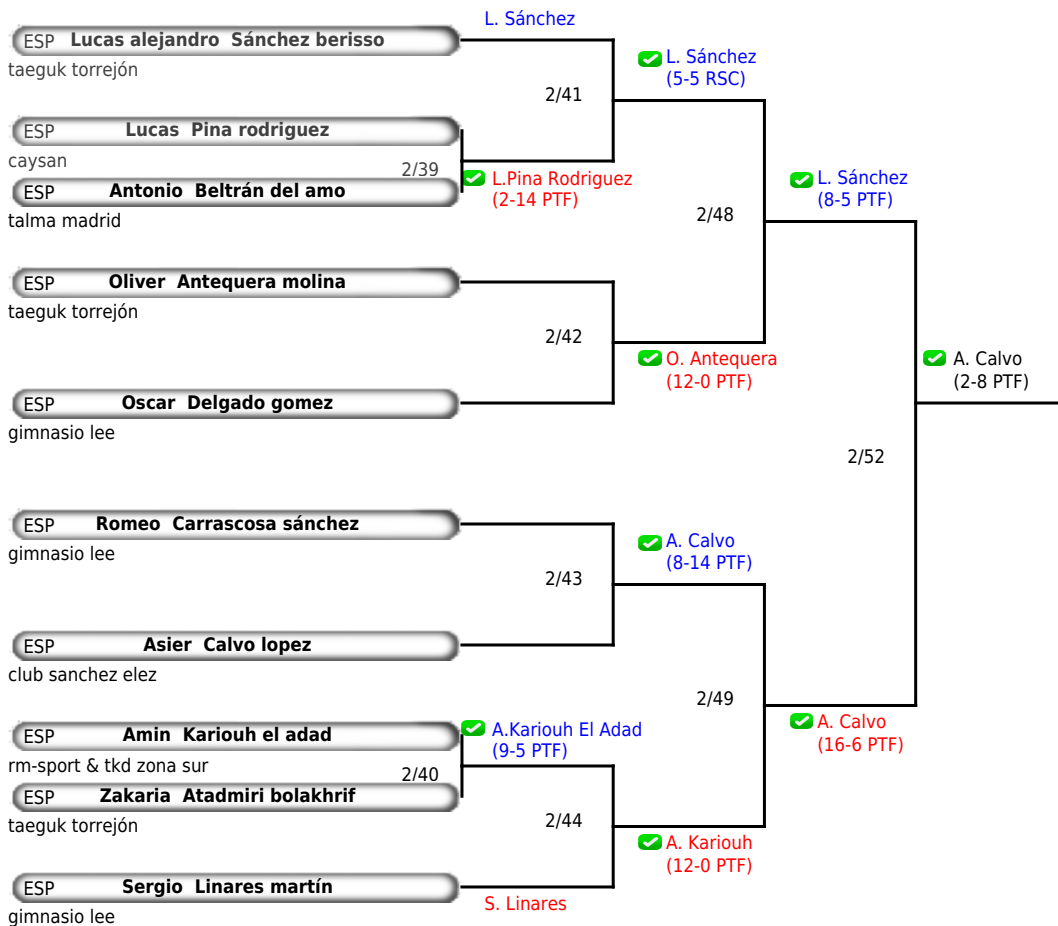 L. Sánchez
ESP Lucas alejandro Sánchez berisso
taeguk torrejón
L. Sánchez
(5-5 RSC)
2/41
ESP Lucas Pina rodriguez
caysan
2/39
L.Pina Rodriguez
(2-14 PTF)
ESP Antonio Beltrán del amo
talma madrid
L. Sánchez
(8-5 PTF)
2/48
ESP Oliver Antequera molina
taeguk torrejón
2/42
O. Antequera
(12-0 PTF)
A. Calvo
(2-8 PTF)
ESP Oscar Delgado gomez
gimnasio lee
2/52
ESP Romeo Carrascosa sánchez
gimnasio lee
A. Calvo
(8-14 PTF)
2/43
ESP Asier Calvo lopez
club sanchez elez
2/49
A. Calvo
(16-6 PTF)
ESP Amin Kariouh el adad
rm-sport & tkd zona sur
A.Kariouh El Adad
(9-5 PTF)
2/40
ESP Zakaria Atadmiri bolakhrif
taeguk torrejón
2/44
A. Kariouh
(12-0 PTF)
ESP Sergio Linares martín
gimnasio lee
S. Linares